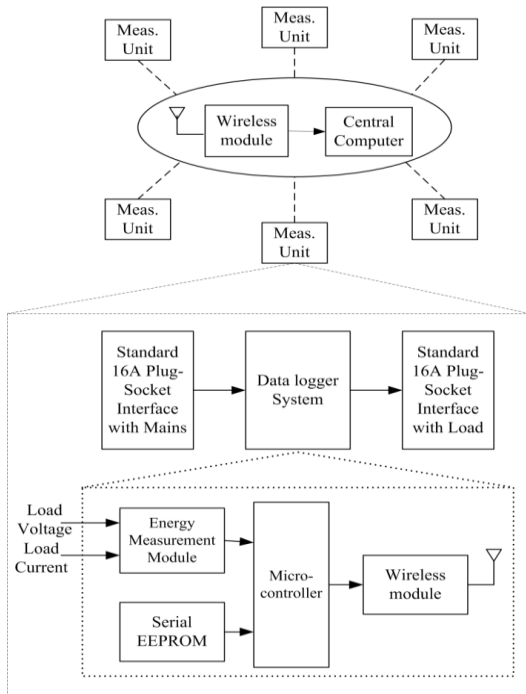 Meas.
Unit
Meas.
Unit
Meas.
Unit
Wireless
module
Central
Computer
Meas.
Unit
Meas.
Unit
Meas.
Unit
Standard
16A Plug-
Socket
Interface
with Mains
Data logger
System
Standard
16A Plug-
Socket
Interface
with Load
Load
Voltage
Load
Current
Energy
Measurement
Module
Micro-
controller
Wireless
module
Serial
EEPROM